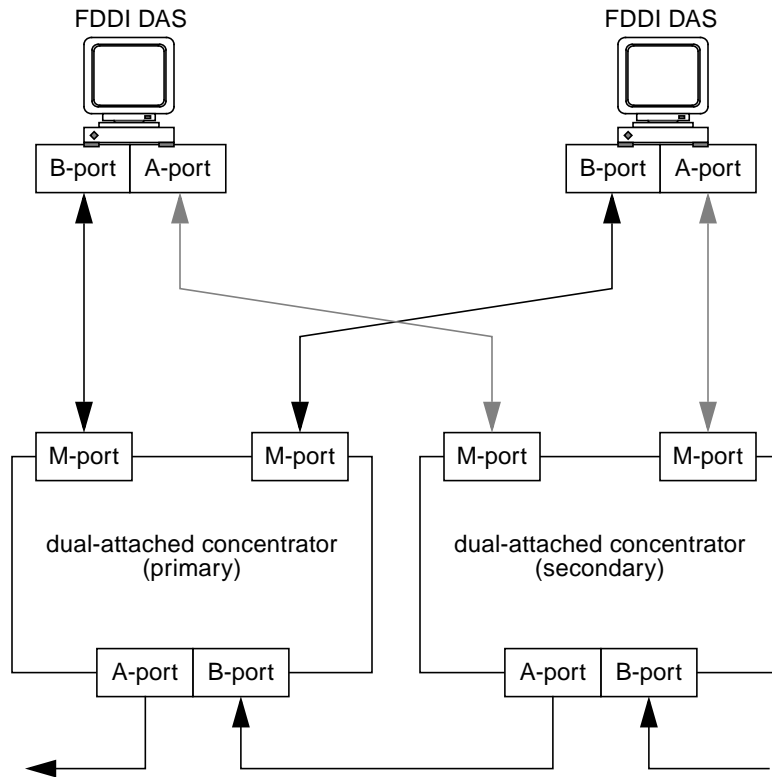 FDDI DAS
FDDI DAS
B-port
A-port
B-port
A-port
M-port
M-port
M-port
M-port
dual-attached concentrator
(primary)
dual-attached concentrator
(secondary)
A-port
B-port
A-port
B-port